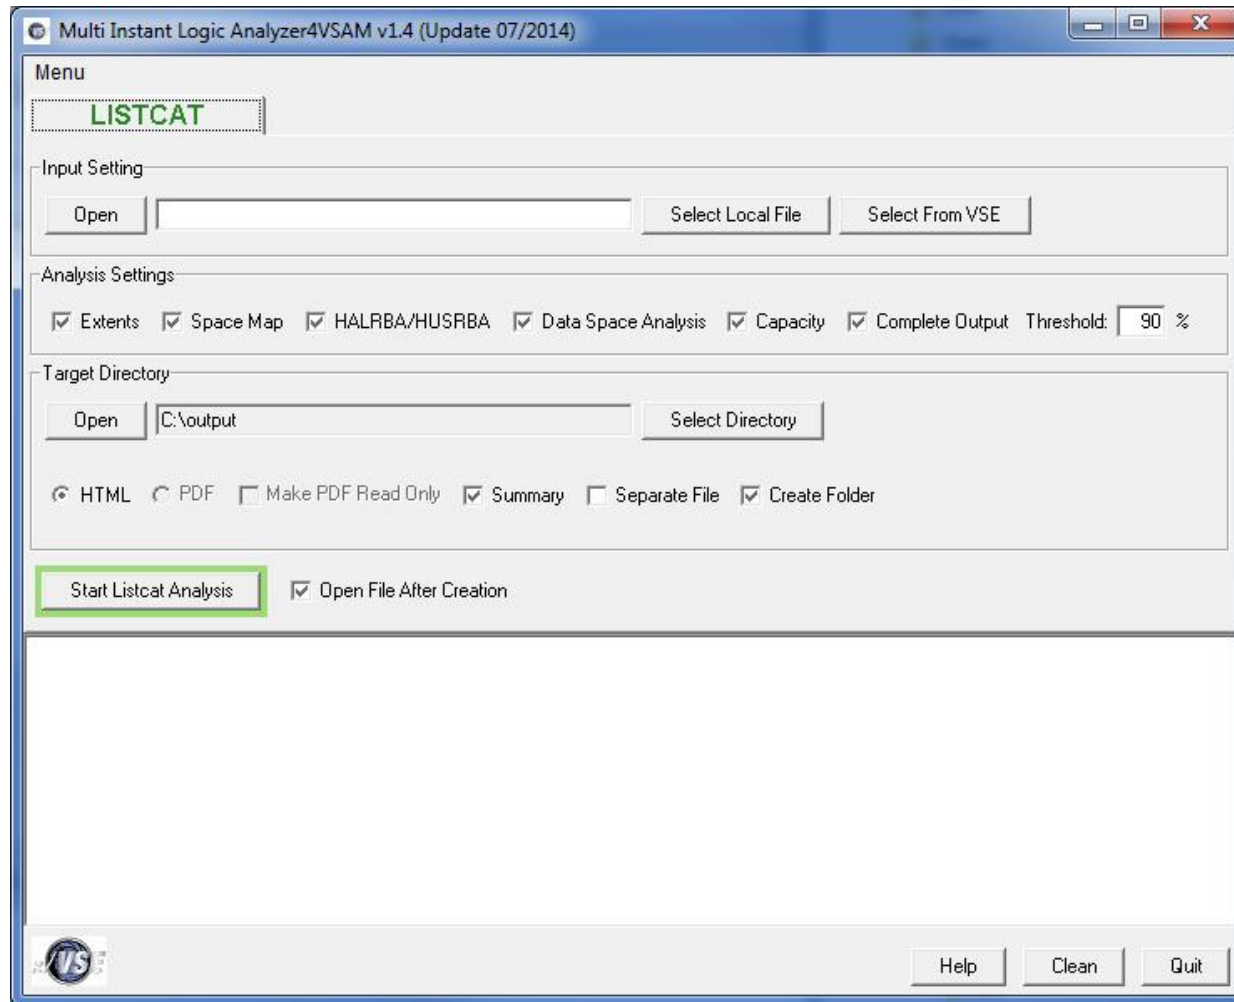 Multi Instant Logic Analyzer4VSAM v1.4 (Update 07/2014)
Menu
LISTCAT
Input Setting
Open Select Local File Select From VSE
Analysis Settings
Extents Space Map HALRBA/HUSRBA Data Space Analysis Capacity Complete Output Threshold: 90 %
Target Directory
Open C:\output Select Directory
HTML PDF Make PDF Read Only Summary Separate File Create Folder
Start Listcat Analysis Open File After Creation
Help Clean Quit